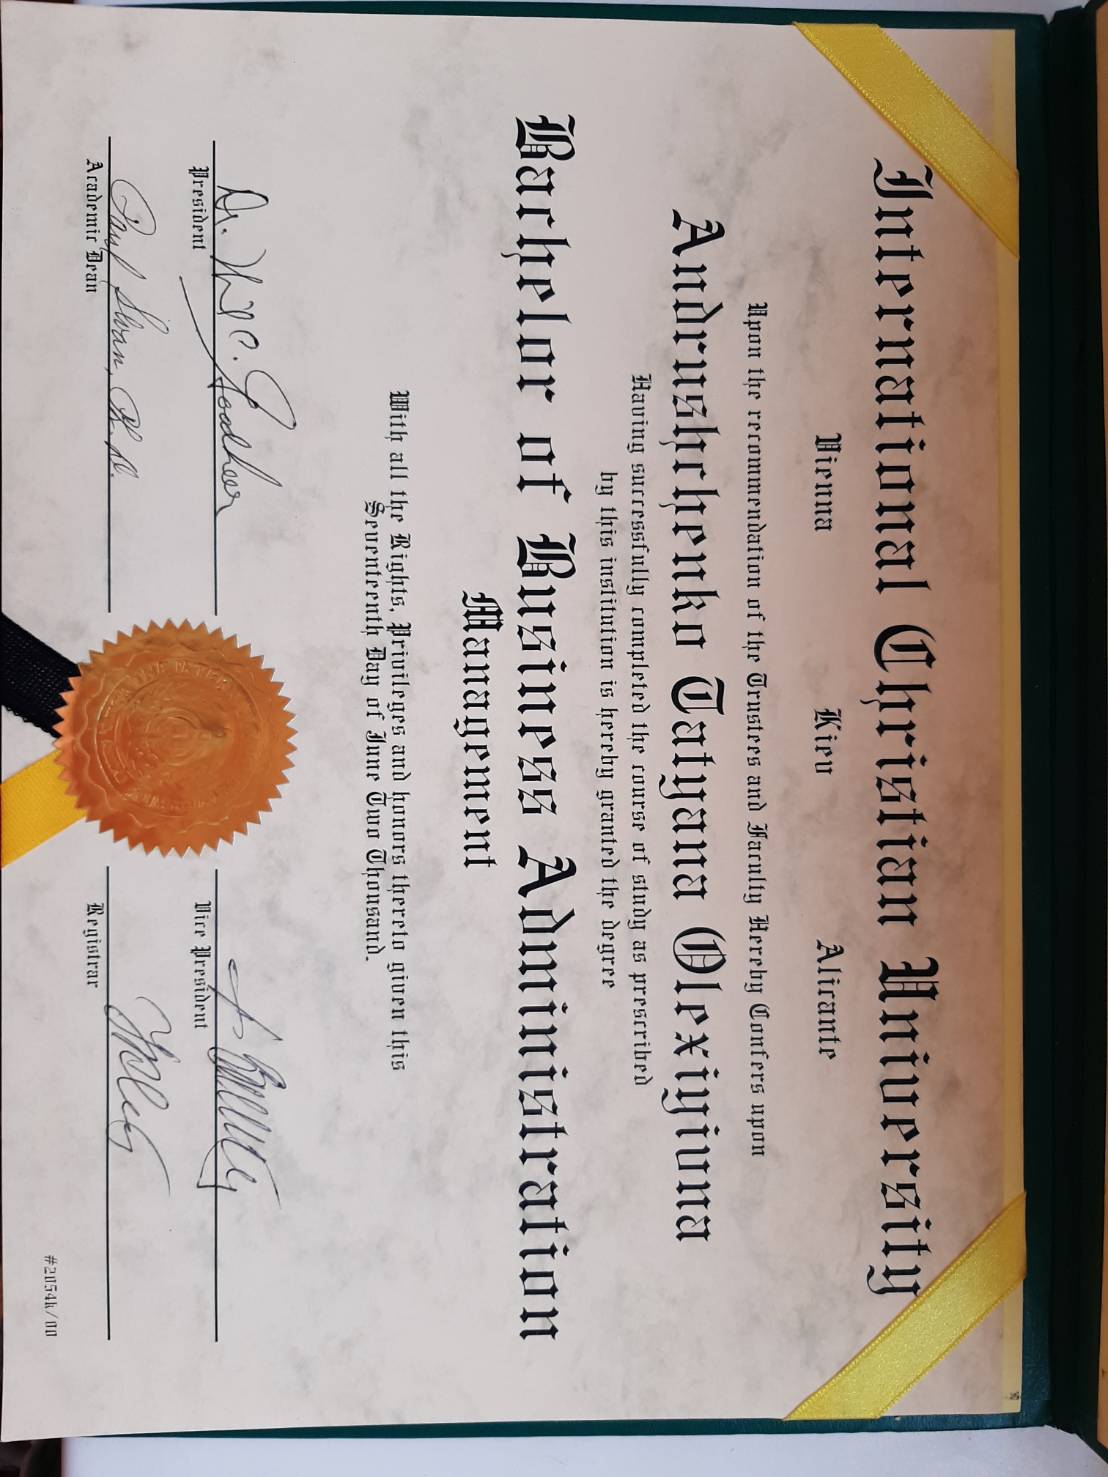 International Christian University
Vienna Kiev Alicante
Upon the recommendation of the Trustees and Faculty Hereby Confers upon
Andrushchenko Tatyana Olexiyivna
Having successfully completed the course of study as prescribed
by this institution is hereby granted the degree
Bachelor of Business Administration
Management
With all the Rights, Privileges and honors thereto given this
Seventeenth Day of June Two Thousand.
Dr.
President
Vice President
Ph.D.
Academic Dean
Registrar
#2054k/00